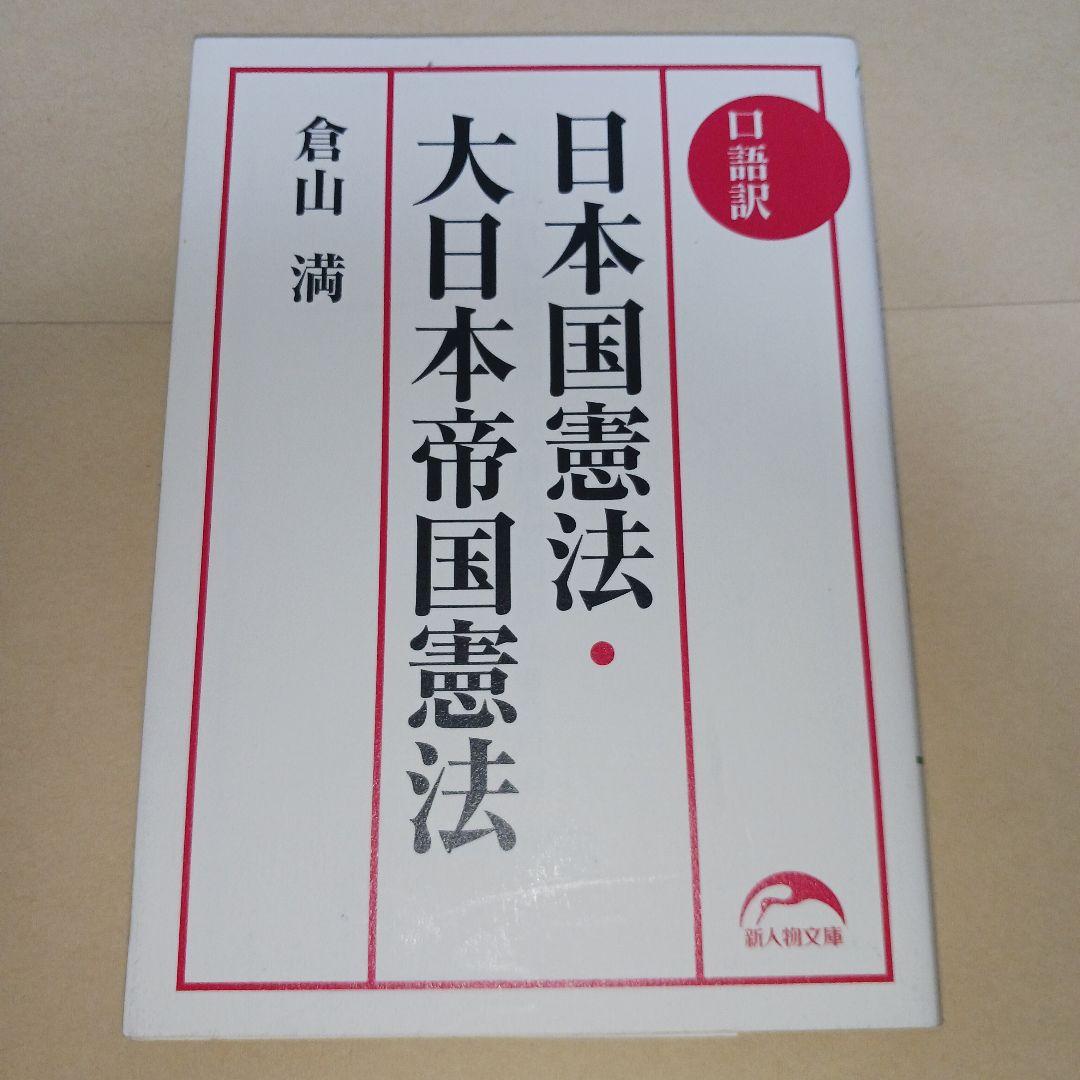 口語訳
日本国憲法・
大日本帝国憲法
倉山 満
新人物文庫